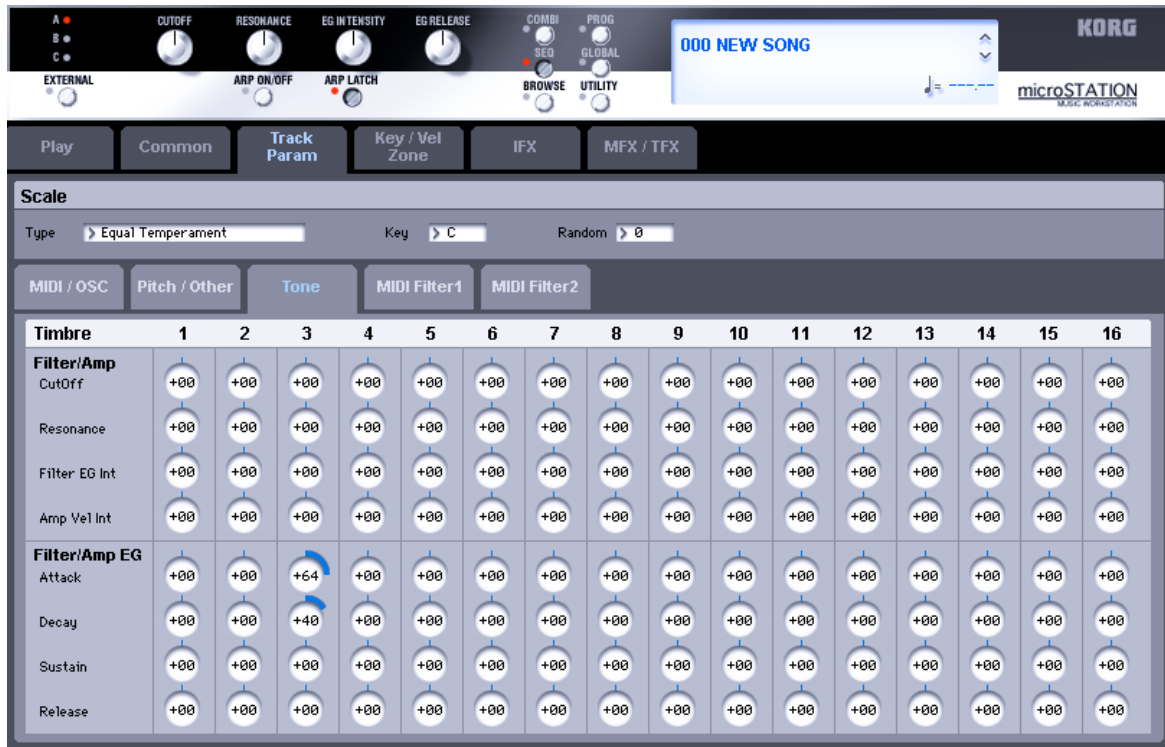 A CUTOFF RESONANCE EG INTENSITY EG RELEASE COMBI PROG KORG
B SEQ GLOBAL 000 NEW SONG
C
EXTERNAL ARP ON/OFF ARP LATCH BROWSE UTILITY ♩= ---.-- microSTATION
MUSIC WORKSTATION
Play Common Track Param Key / Vel Zone IFX MFX / TFX
Scale
Type Equal Temperament Key C Random 0
MIDI / OSC Pitch / Other Tone MIDI Filter1 MIDI Filter2
Timbre 1 2 3 4 5 6 7 8 9 10 11 12 13 14 15 16
Filter/Amp
CutOff +00 +00 +00 +00 +00 +00 +00 +00 +00 +00 +00 +00 +00 +00 +00 +00
Resonance +00 +00 +00 +00 +00 +00 +00 +00 +00 +00 +00 +00 +00 +00 +00 +00
Filter EG Int +00 +00 +00 +00 +00 +00 +00 +00 +00 +00 +00 +00 +00 +00 +00 +00
Amp Vel Int +00 +00 +00 +00 +00 +00 +00 +00 +00 +00 +00 +00 +00 +00 +00 +00
Filter/Amp EG
Attack +00 +00 +64 +00 +00 +00 +00 +00 +00 +00 +00 +00 +00 +00 +00 +00
Decay +00 +00 +40 +00 +00 +00 +00 +00 +00 +00 +00 +00 +00 +00 +00 +00
Sustain +00 +00 +00 +00 +00 +00 +00 +00 +00 +00 +00 +00 +00 +00 +00 +00
Release +00 +00 +00 +00 +00 +00 +00 +00 +00 +00 +00 +00 +00 +00 +00 +00